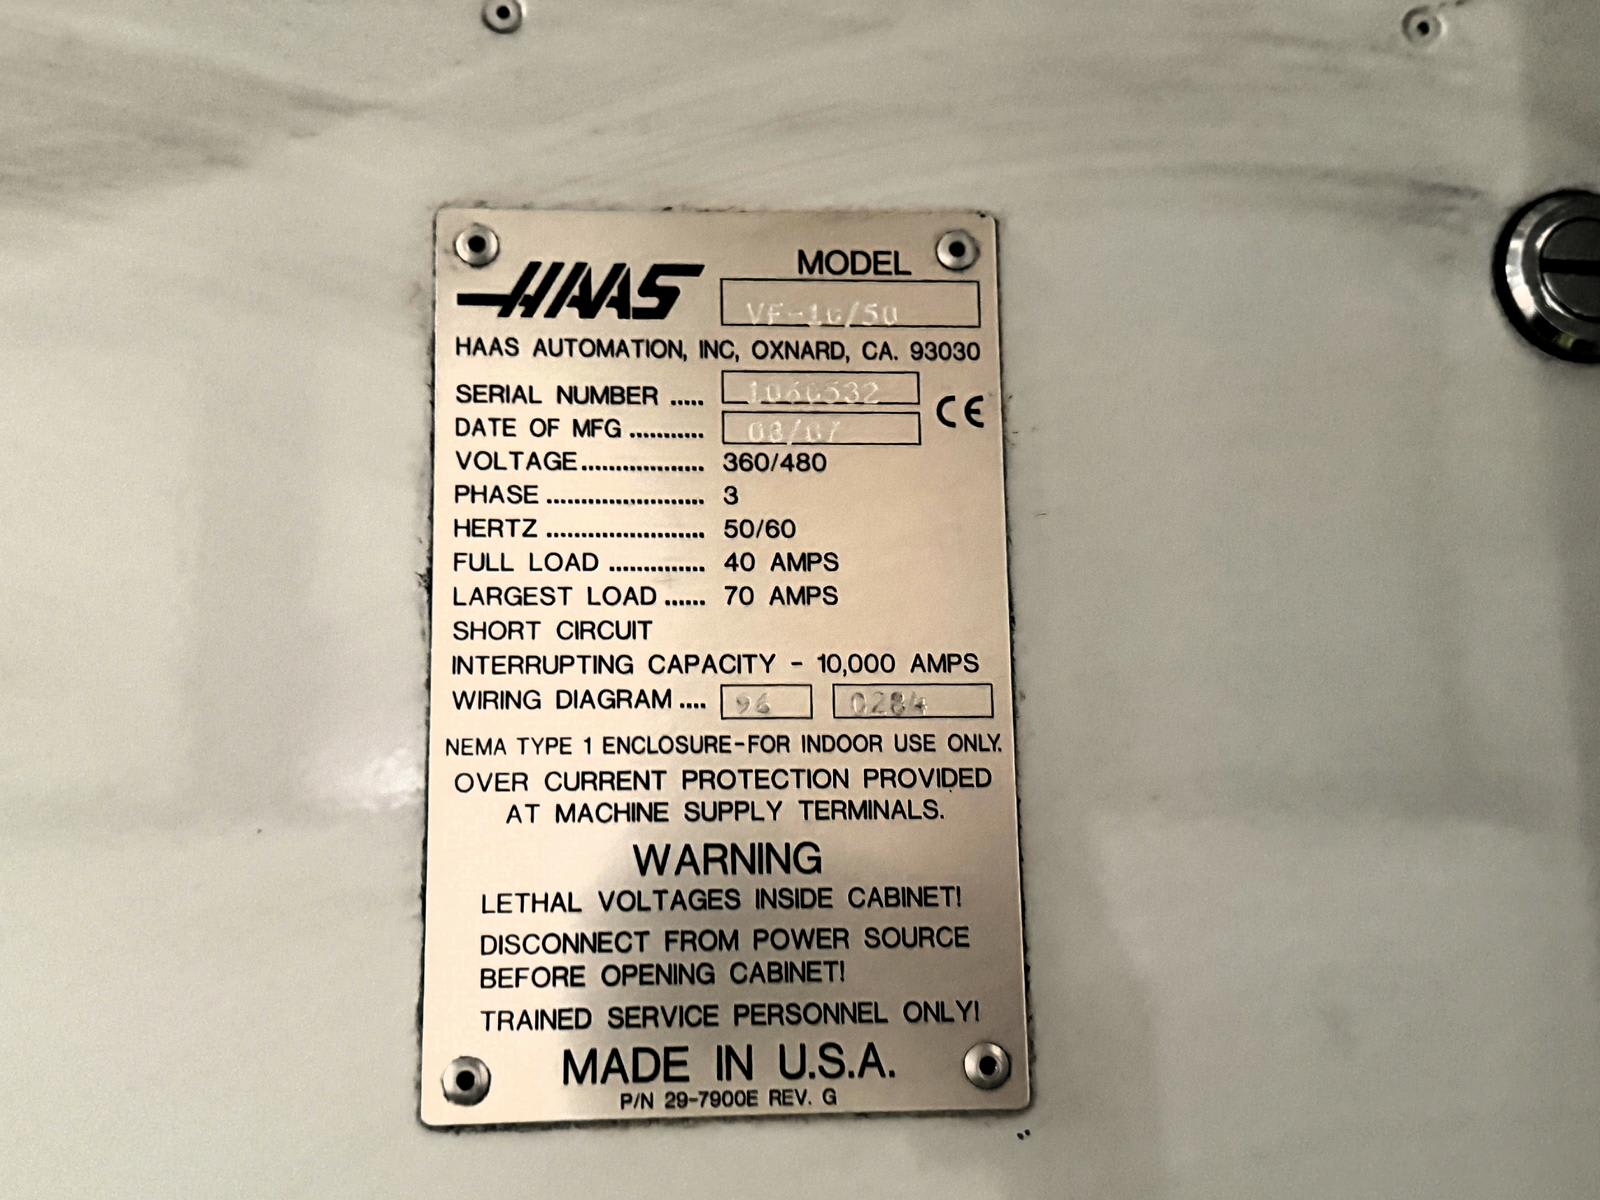 HAAS
MODEL
VF-10/50
HAAS AUTOMATION, INC, OXNARD, CA. 93030
SERIAL NUMBER .....
CE
DATE OF MFG ........... 08/07
VOLTAGE.................. 360/480
PHASE ....................... 3
HERTZ ....................... 50/60
FULL LOAD .............. 40 AMPS
LARGEST LOAD ...... 70 AMPS
SHORT CIRCUIT
INTERRUPTING CAPACITY - 10,000 AMPS
WIRING DIAGRAM .... 96 0284
NEMA TYPE 1 ENCLOSURE-FOR INDOOR USE ONLY.
OVER CURRENT PROTECTION PROVIDED
AT MACHINE SUPPLY TERMINALS.
WARNING
LETHAL VOLTAGES INSIDE CABINET!
DISCONNECT FROM POWER SOURCE
BEFORE OPENING CABINET!
TRAINED SERVICE PERSONNEL ONLY!
MADE IN U.S.A.
P/N 29-7900E REV. G